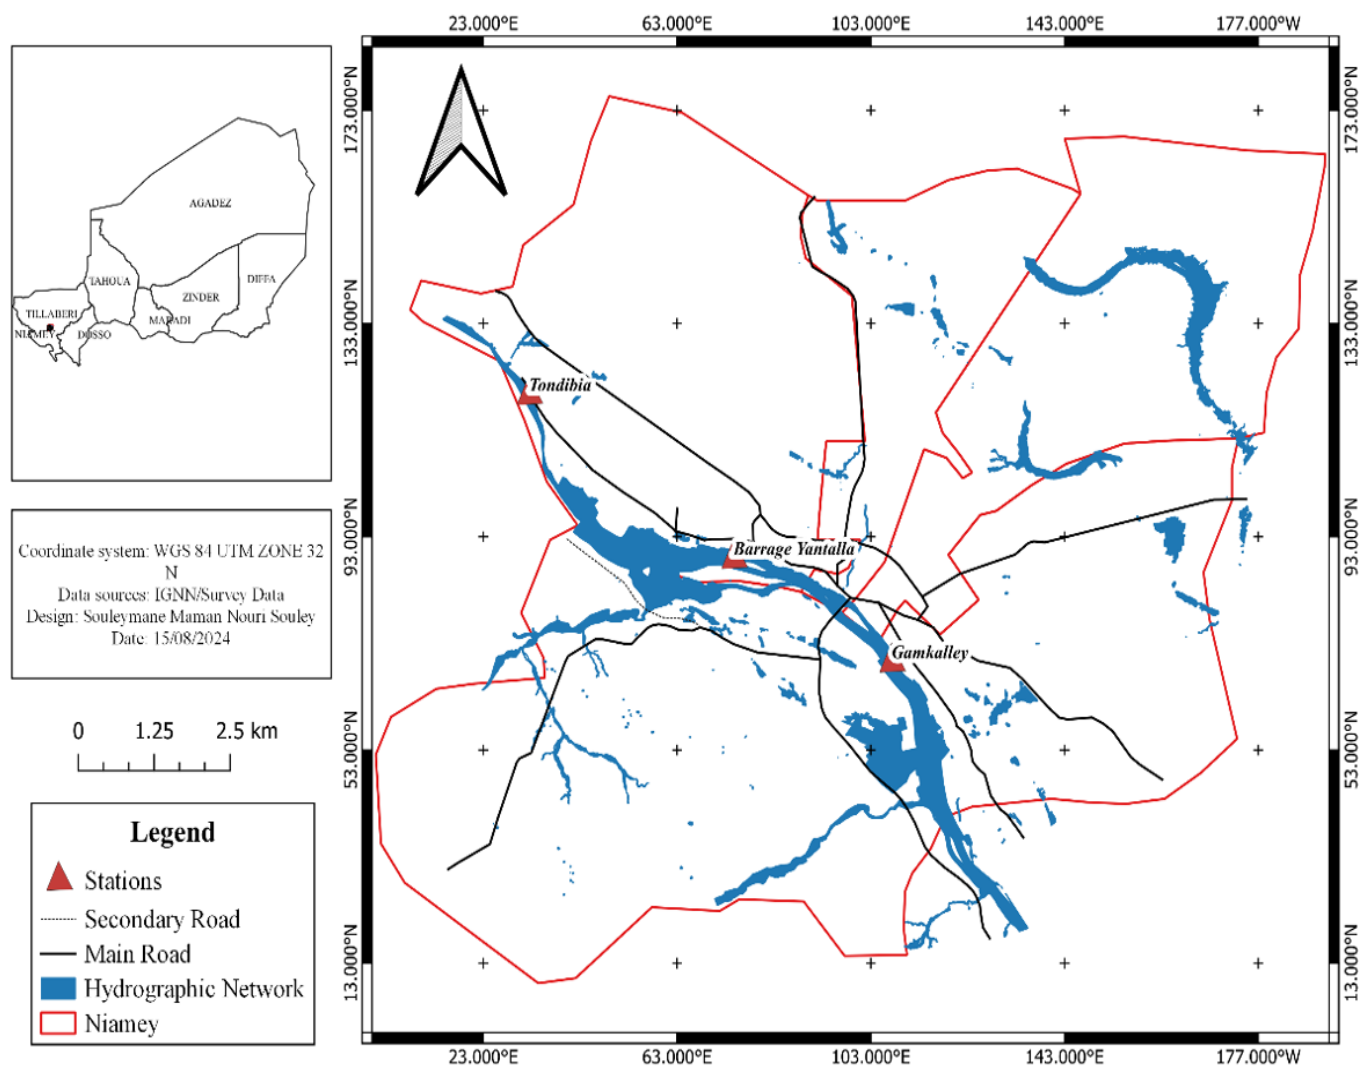 23.000°E 63.000°E 103.000°E 143.000°E 177.000°W
173.000°N
173.000°N
AGADEZ
TAHOUA
DIFFA
ZINDER
TILLABERI
MARADI
NIAMEY
DOSSO
133.000°N
133.000°N
Tondibia
93.000°N
93.000°N
Barrage Yantalla
Coordinate system: WGS 84 UTM ZONE 32
N
Data sources: IGNN/Survey Data
Design: Souleymane Maman Nouri Souley
Date: 15/08/2024
Gamkalley
0 1.25 2.5 km
53.000°N
53.000°N
Legend
Stations
Secondary Road
Main Road
Hydrographic Network
Niamey
13.000°N
13.000°N
23.000°E 63.000°E 103.000°E 143.000°E 177.000°W